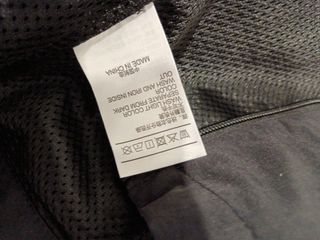 WASH LIGHT COLOR
SEPARATE FROM DARK
COLOR
WASH AND IRON INSIDE
OUT
中国制造
MADE IN CHINA